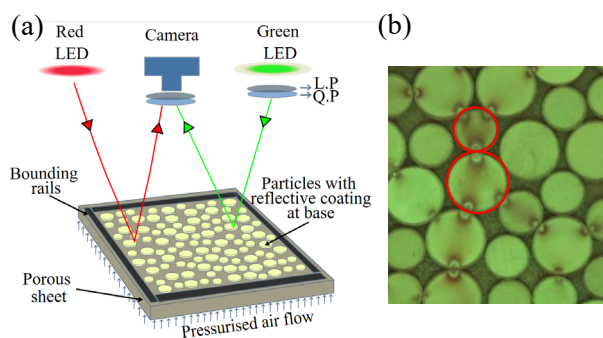 (a)
Red
LED
Camera
Green
LED
L.P
Q.P
Bounding
rails
Particles with
reflective coating
at base
Porous
sheet
Pressurised air flow
(b)